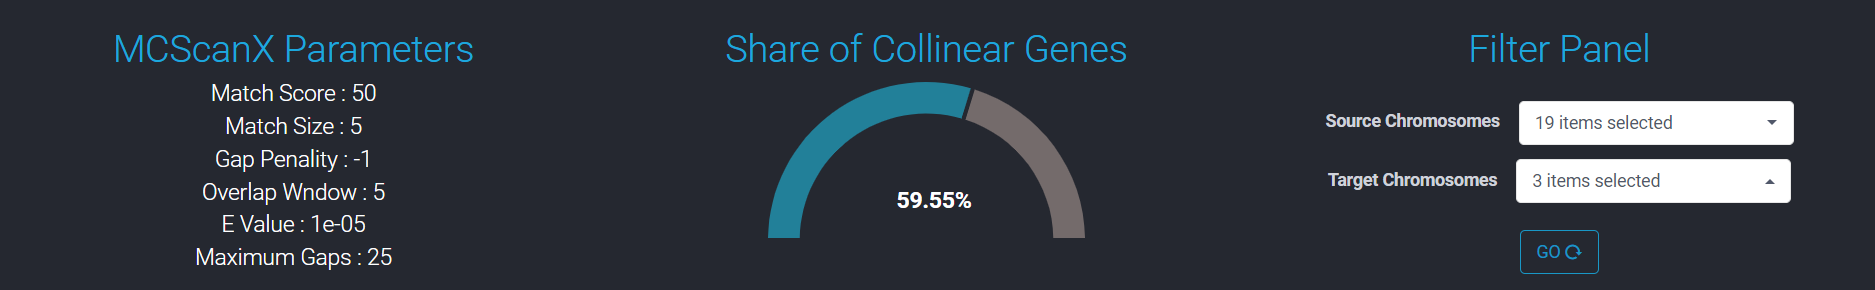 MCScanX Parameters
Match Score : 50
Match Size : 5
Gap Penality : -1
Overlap Wndow : 5
E Value : 1e-05
Maximum Gaps : 25
Share of Collinear Genes
59.55%
Filter Panel
Source Chromosomes 19 items selected
Target Chromosomes 3 items selected
GO